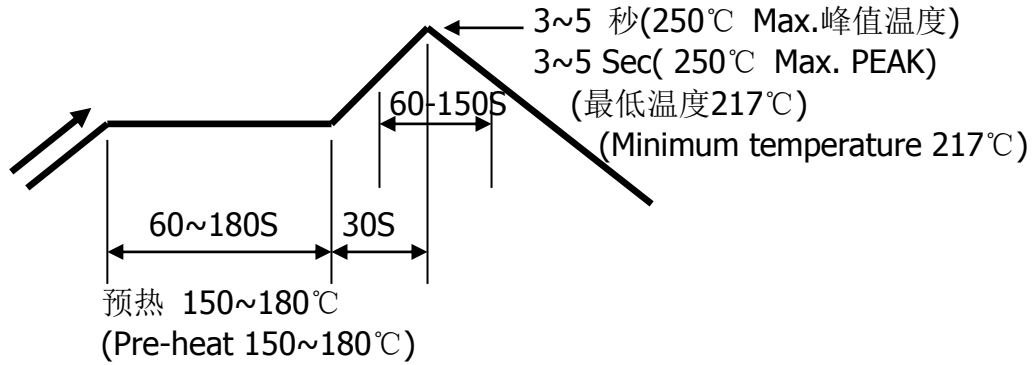 3~5 秒(250℃ Max.峰值温度)
3~5 Sec( 250℃ Max. PEAK)
60-150S
(最低温度217℃)
(Minimum temperature 217℃)
60~180S
30S
预热 150~180℃
(Pre-heat 150~180℃)